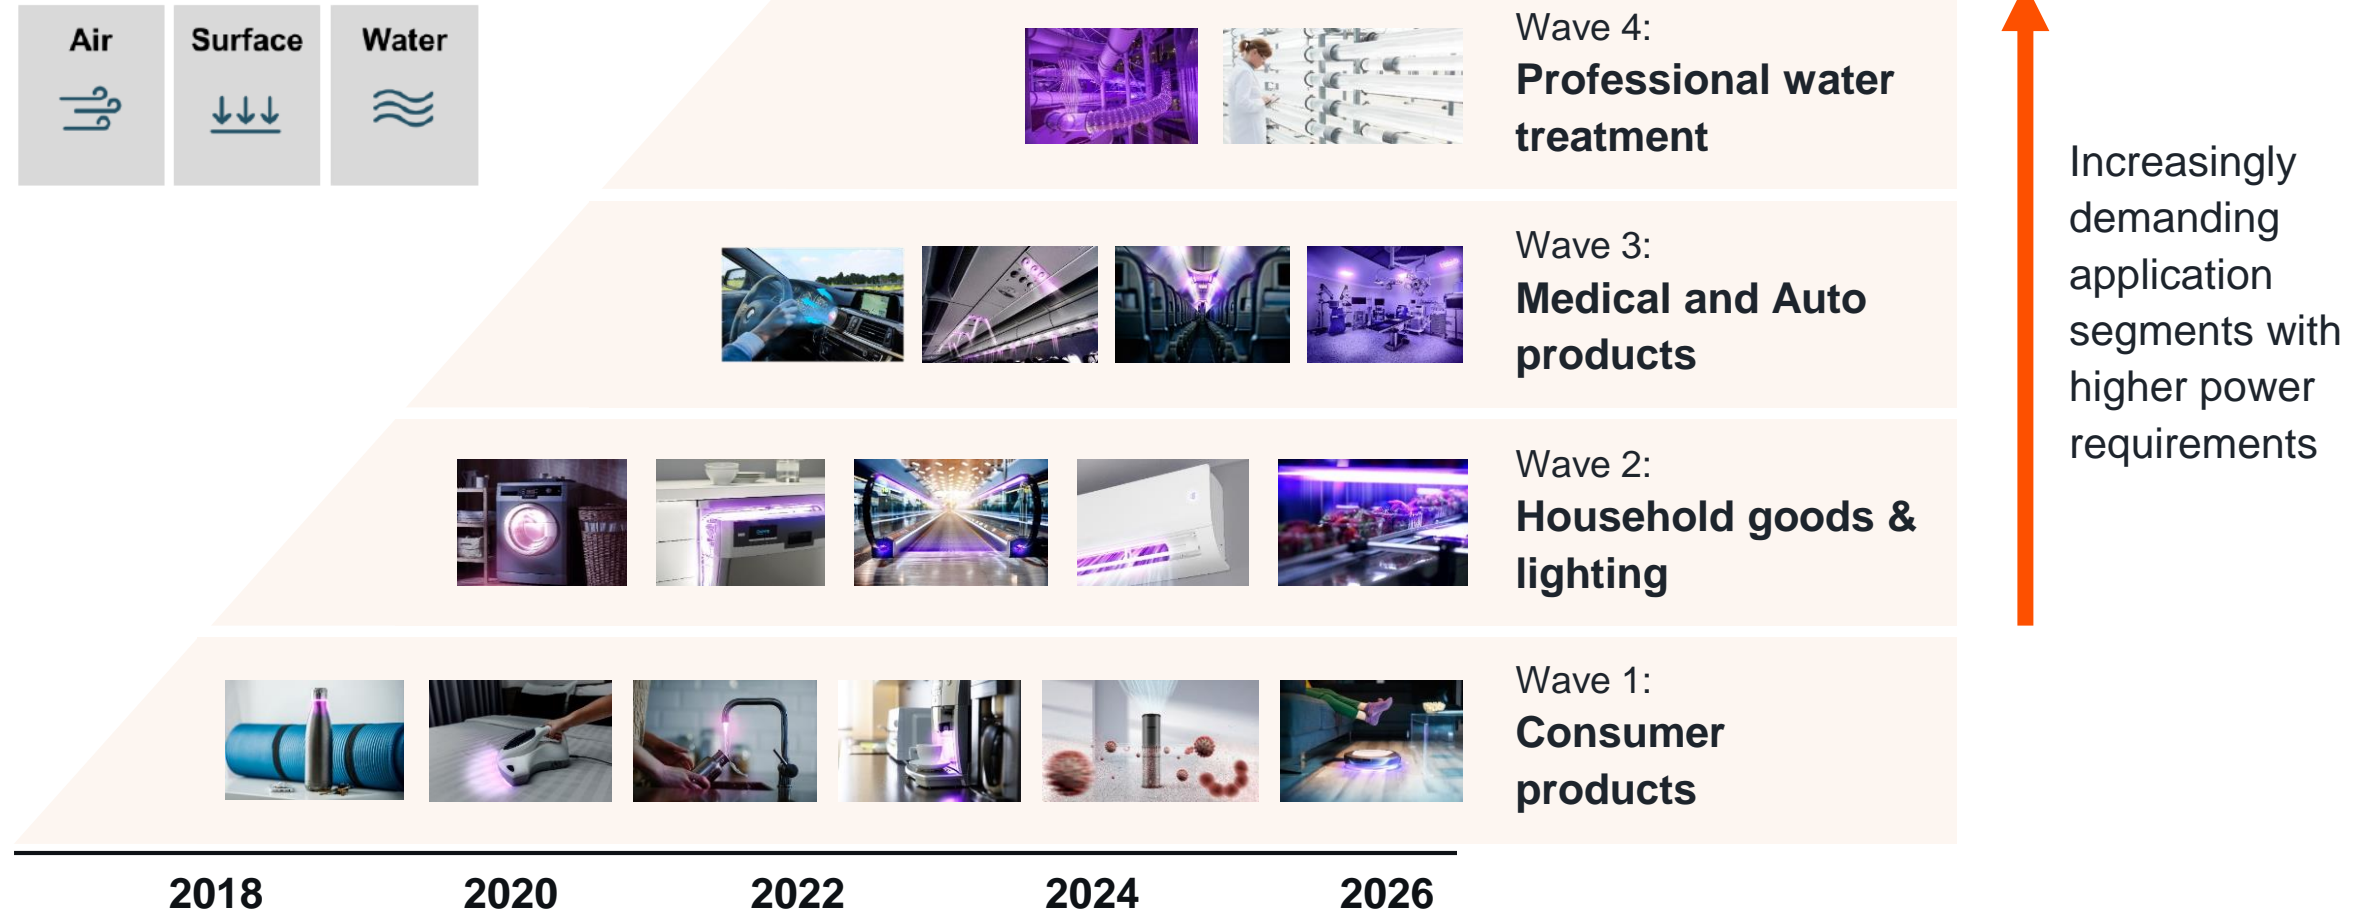 Air
Surface
Water
Wave 4:
Professional water
treatment
Wave 3:
Medical and Auto
products
Wave 2:
Household goods &
lighting
Wave 1:
Consumer
products
Increasingly
demanding
application
segments with
higher power
requirements
2018
2020
2022
2024
2026